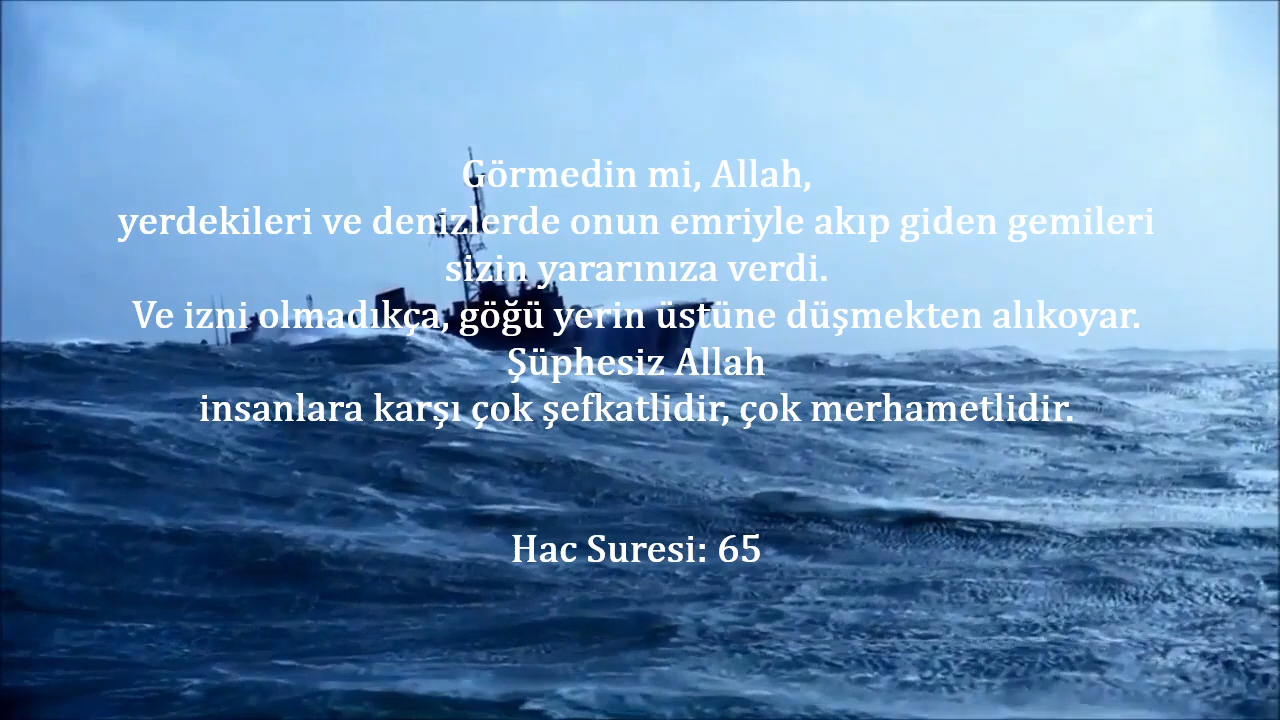 Görmedin mi, Allah,
yerdekileri ve denizlerde onun emriyle akıp giden gemileri
sizin yararınıza verdi.
Ve izni olmadıkça, göğü yerin üstüne düşmekten alıkoyar.
Şüphesiz Allah
insanlara karşı çok şefkatlidir, çok merhametlidir.
Hac Suresi: 65